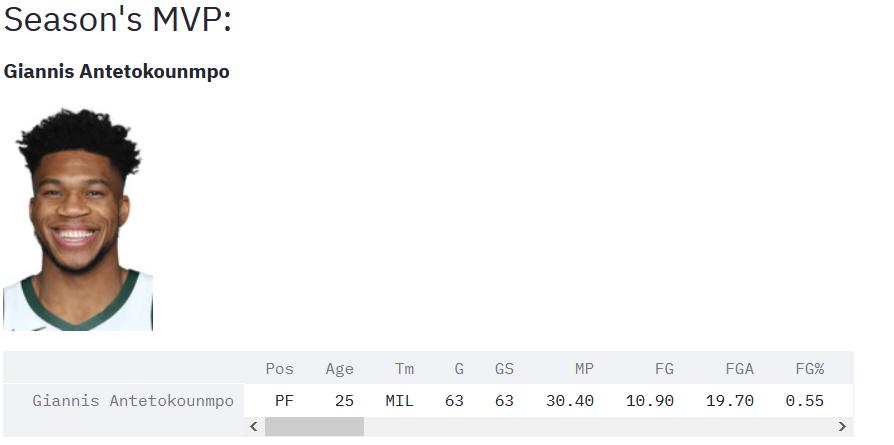 Season's MVP:
Giannis Antetokounmpo
Pos Age Tm G GS MP FG FGA FG%
Giannis Antetokounmpo PF 25 MIL 63 63 30.40 10.90 19.70 0.55